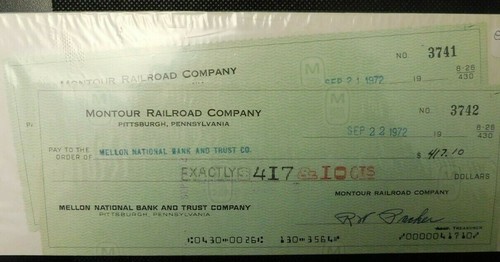 NO. 3741
MONTOUR RAILROAD COMPANY
SEP 21 1972 19
8-26
430
M
NO. 3742
MONTOUR RAILROAD COMPANY
PITTSBURGH, PENNSYLVANIA
SEP 22 1972 19
8-26
430
PAY TO THE
ORDER OF MELLON NATIONAL BANK AND TRUST CO. $ 417.10
EXACTLY 417 10 CTS DOLLARS
MONTOUR RAILROAD COMPANY
MELLON NATIONAL BANK AND TRUST COMPANY
PITTSBURGH, PENNSYLVANIA
TREASURER
⑆0430⑉0026⑆ 130⑉3564⑈ ⑈0000041710⑈